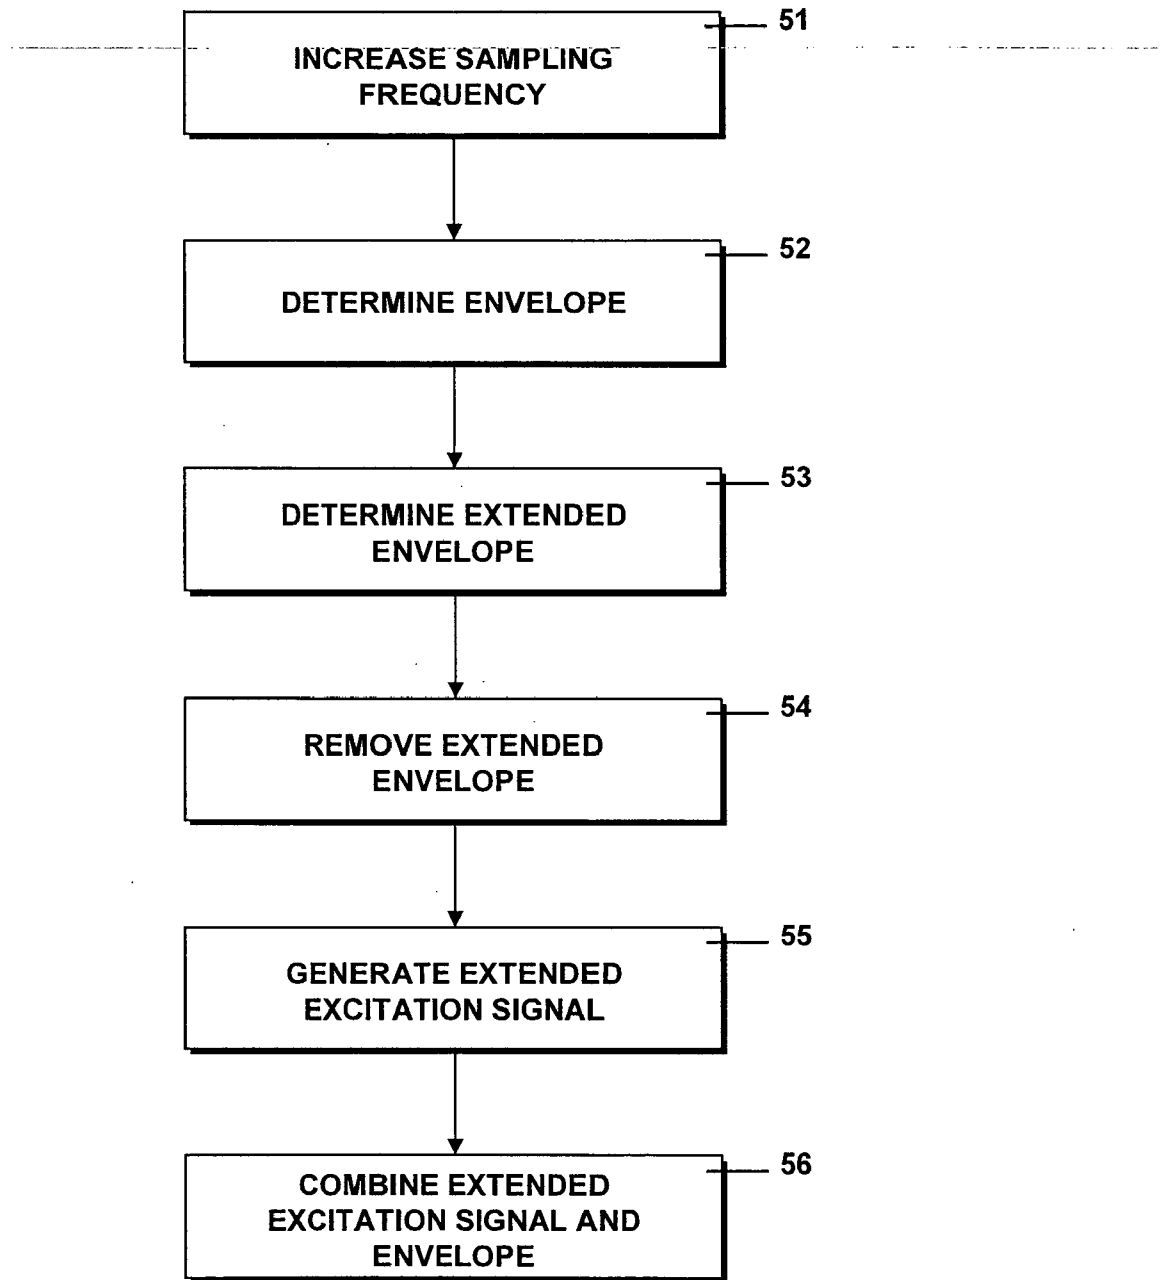 51
INCREASE SAMPLING
FREQUENCY
52
DETERMINE ENVELOPE
53
DETERMINE EXTENDED
ENVELOPE
54
REMOVE EXTENDED
ENVELOPE
55
GENERATE EXTENDED
EXCITATION SIGNAL
56
COMBINE EXTENDED
EXCITATION SIGNAL AND
ENVELOPE